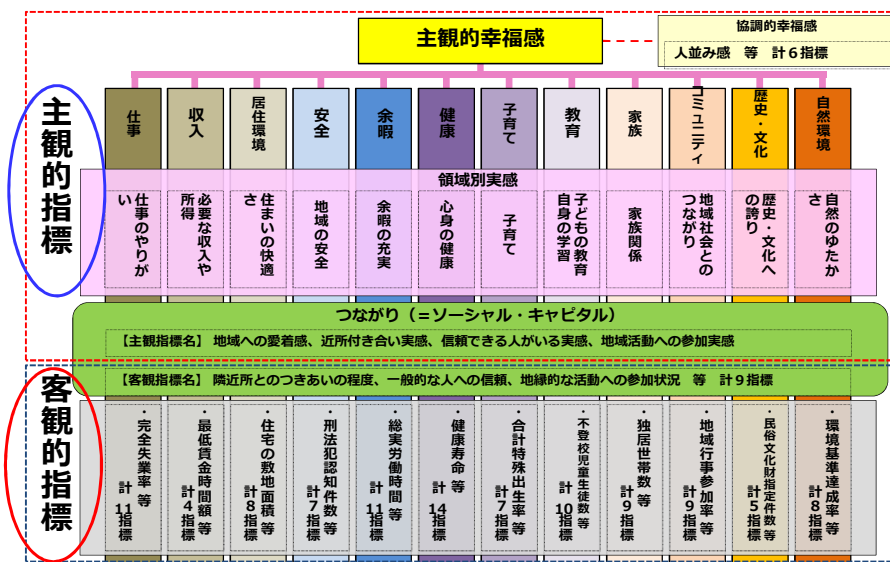 主観的幸福感
協調的幸福感
人並み感 等 計6指標
主観的指標
仕事
収入
居住環境
安全
余暇
健康
子育て
教育
家族
コミュニティ
歴史・文化
自然環境
領域別実感
仕事のやりが
い
必要な収入や
所得
住まいの快適
さ
地域の安全
余暇の充実
心身の健康
子育て
子どもの教育
自身の学習
家族関係
地域社会との
つながり
歴史・文化へ
の誇り
自然のゆたか
さ
つながり(=ソーシャル・キャピタル)
【主観指標名】 地域への愛着感、近所付き合い実感、信頼できる人がいる実感、地域活動への参加実感
【客観指標名】 隣近所とのつきあいの程度、一般的な人への信頼、地縁的な活動への参加状況 等 計9指標
客観的指標
・完全失業率 等
計11指標
・最低賃金時間額 等
計4指標
・住宅の敷地面積 等
計8指標
・刑法犯認知件数 等
計7指標
・総実労働時間 等
計11指標
・健康寿命 等
計14指標
・合計特殊出生率 等
計7指標
・不登校児童生徒数 等
計10指標
・独居世帯数 等
計9指標
・地域行事参加率 等
計9指標
・民俗文化財指定件数 等
計5指標
・環境基準達成率 等
計8指標